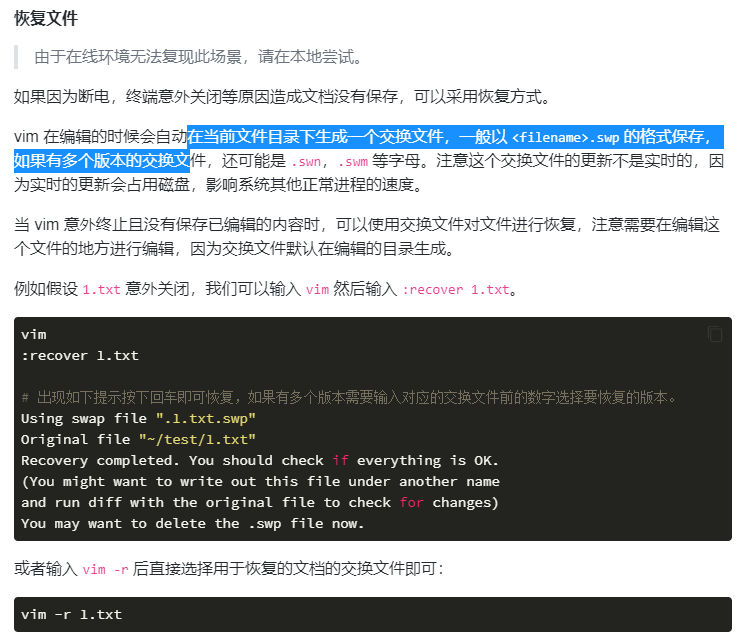 恢复文件
由于在线环境无法复现此场景，请在本地尝试。
如果因为断电，终端意外关闭等原因造成文档没有保存，可以采用恢复方式。
vim 在编辑的时候会自动在当前文件目录下生成一个交换文件，一般以 <filename>.swp 的格式保存，
如果有多个版本的交换文件，还可能是 .swn，.swm 等字母。注意这个交换文件的更新不是实时的，因
为实时的更新会占用磁盘，影响系统其他正常进程的速度。
当 vim 意外终止且没有保存已编辑的内容时，可以使用交换文件对文件进行恢复，注意需要在编辑这
个文件的地方进行编辑，因为交换文件默认在编辑的目录生成。
例如假设 1.txt 意外关闭，我们可以输入 vim 然后输入 :recover 1.txt。
vim
:recover 1.txt
# 出现如下提示按下回车即可恢复，如果有多个版本需要输入对应的交换文件前的数字选择要恢复的版本。
Using swap file ".1.txt.swp"
Original file "~/test/1.txt"
Recovery completed. You should check if everything is OK.
(You might want to write out this file under another name
and run diff with the original file to check for changes)
You may want to delete the .swp file now.
或者输入 vim -r 后直接选择用于恢复的文档的交换文件即可：
vim -r 1.txt